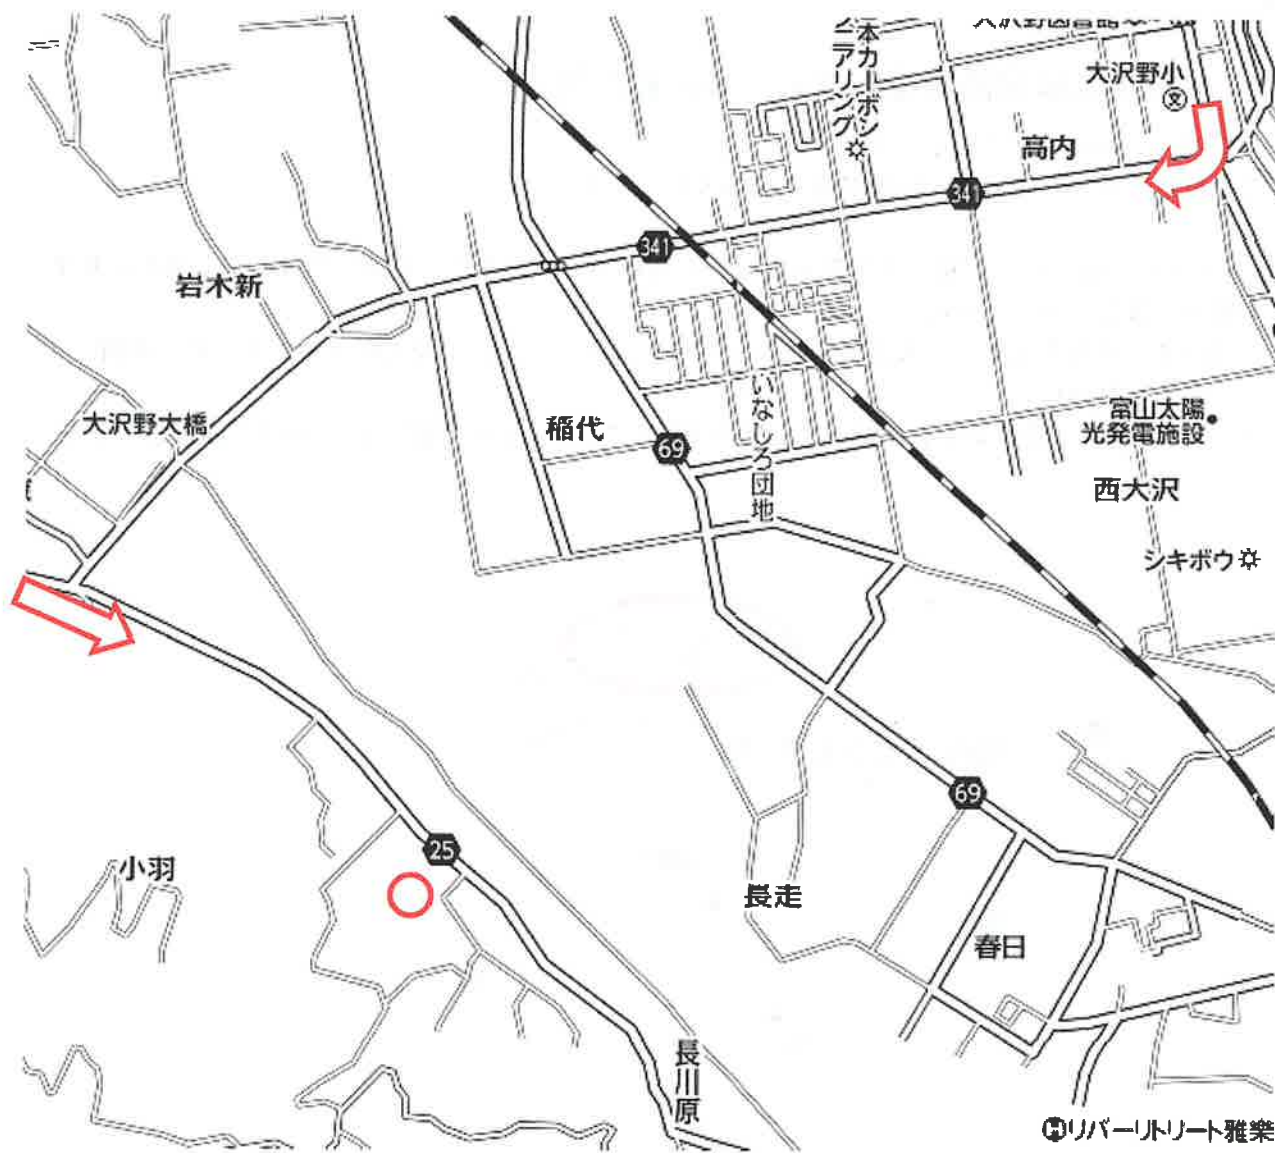 大沢野小
文
本カーボン
ニアリング
高内
341
341
岩木新
大沢野大橋
稲代
69
いなしろ団地
富山太陽
光発電施設
西大沢
シキボウ
69
25
小羽
長走
春日
長川原
H
リバーリトリート雅樂